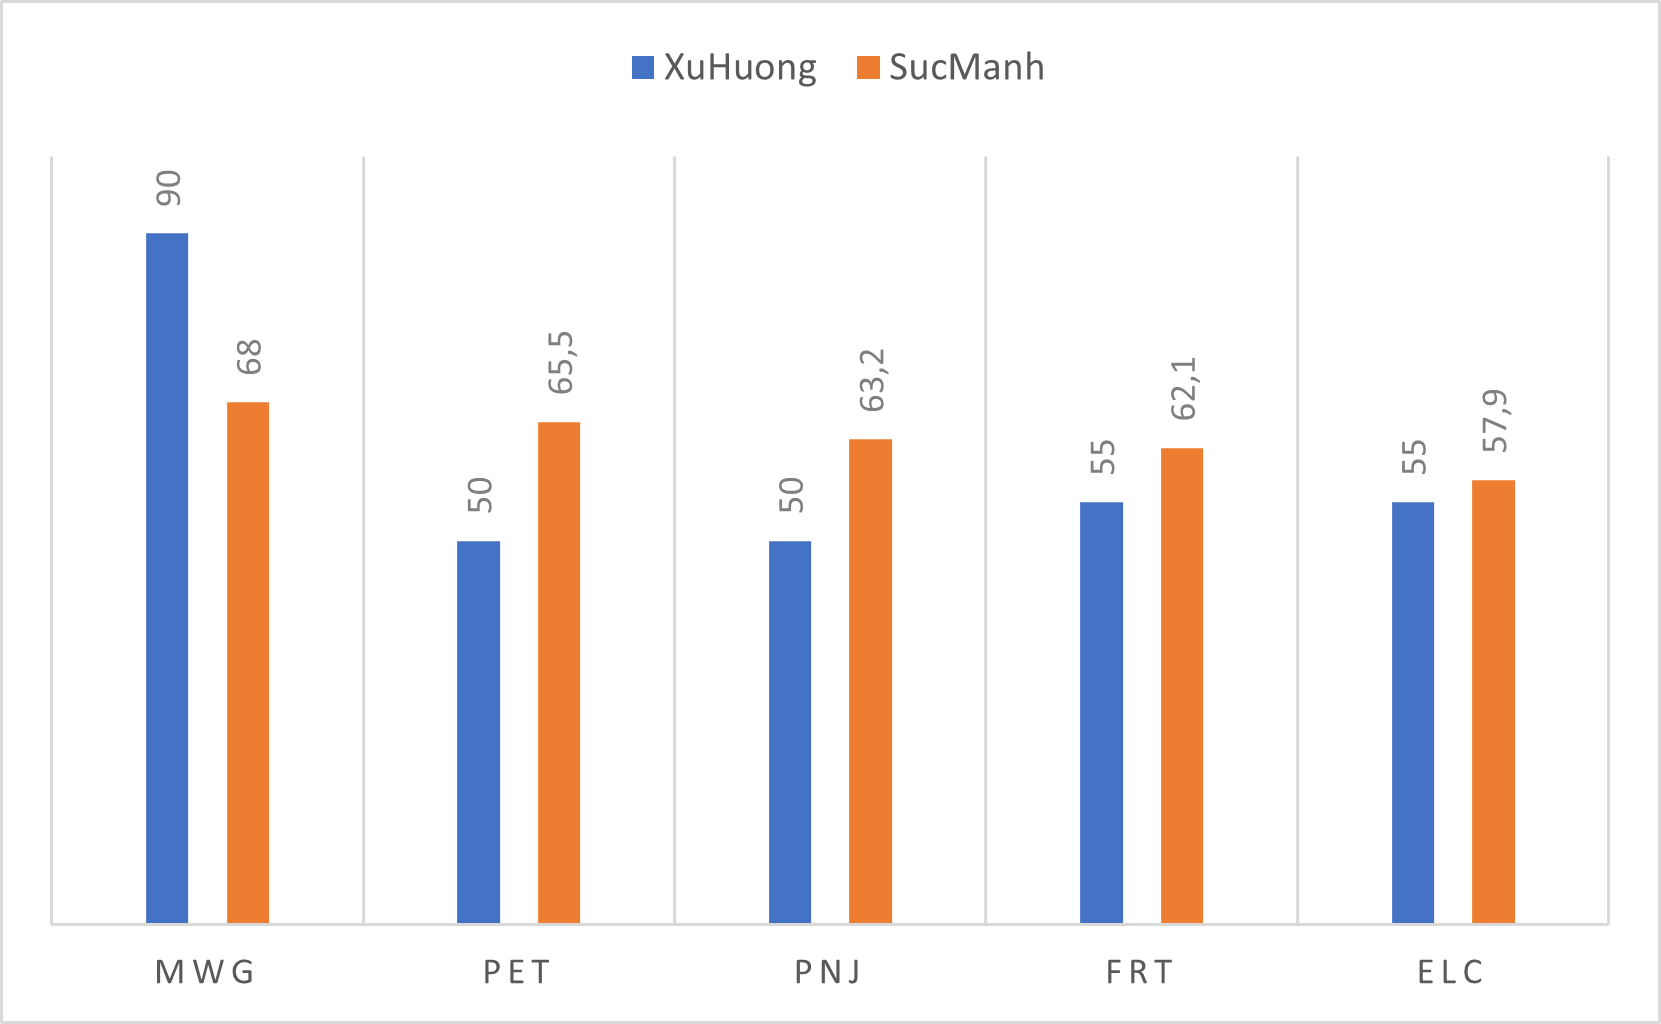 XuHuong SucManh
90 68 50 65,5 50 63,2 55 62,1 55 57,9
MWG PET PNJ FRT ELC